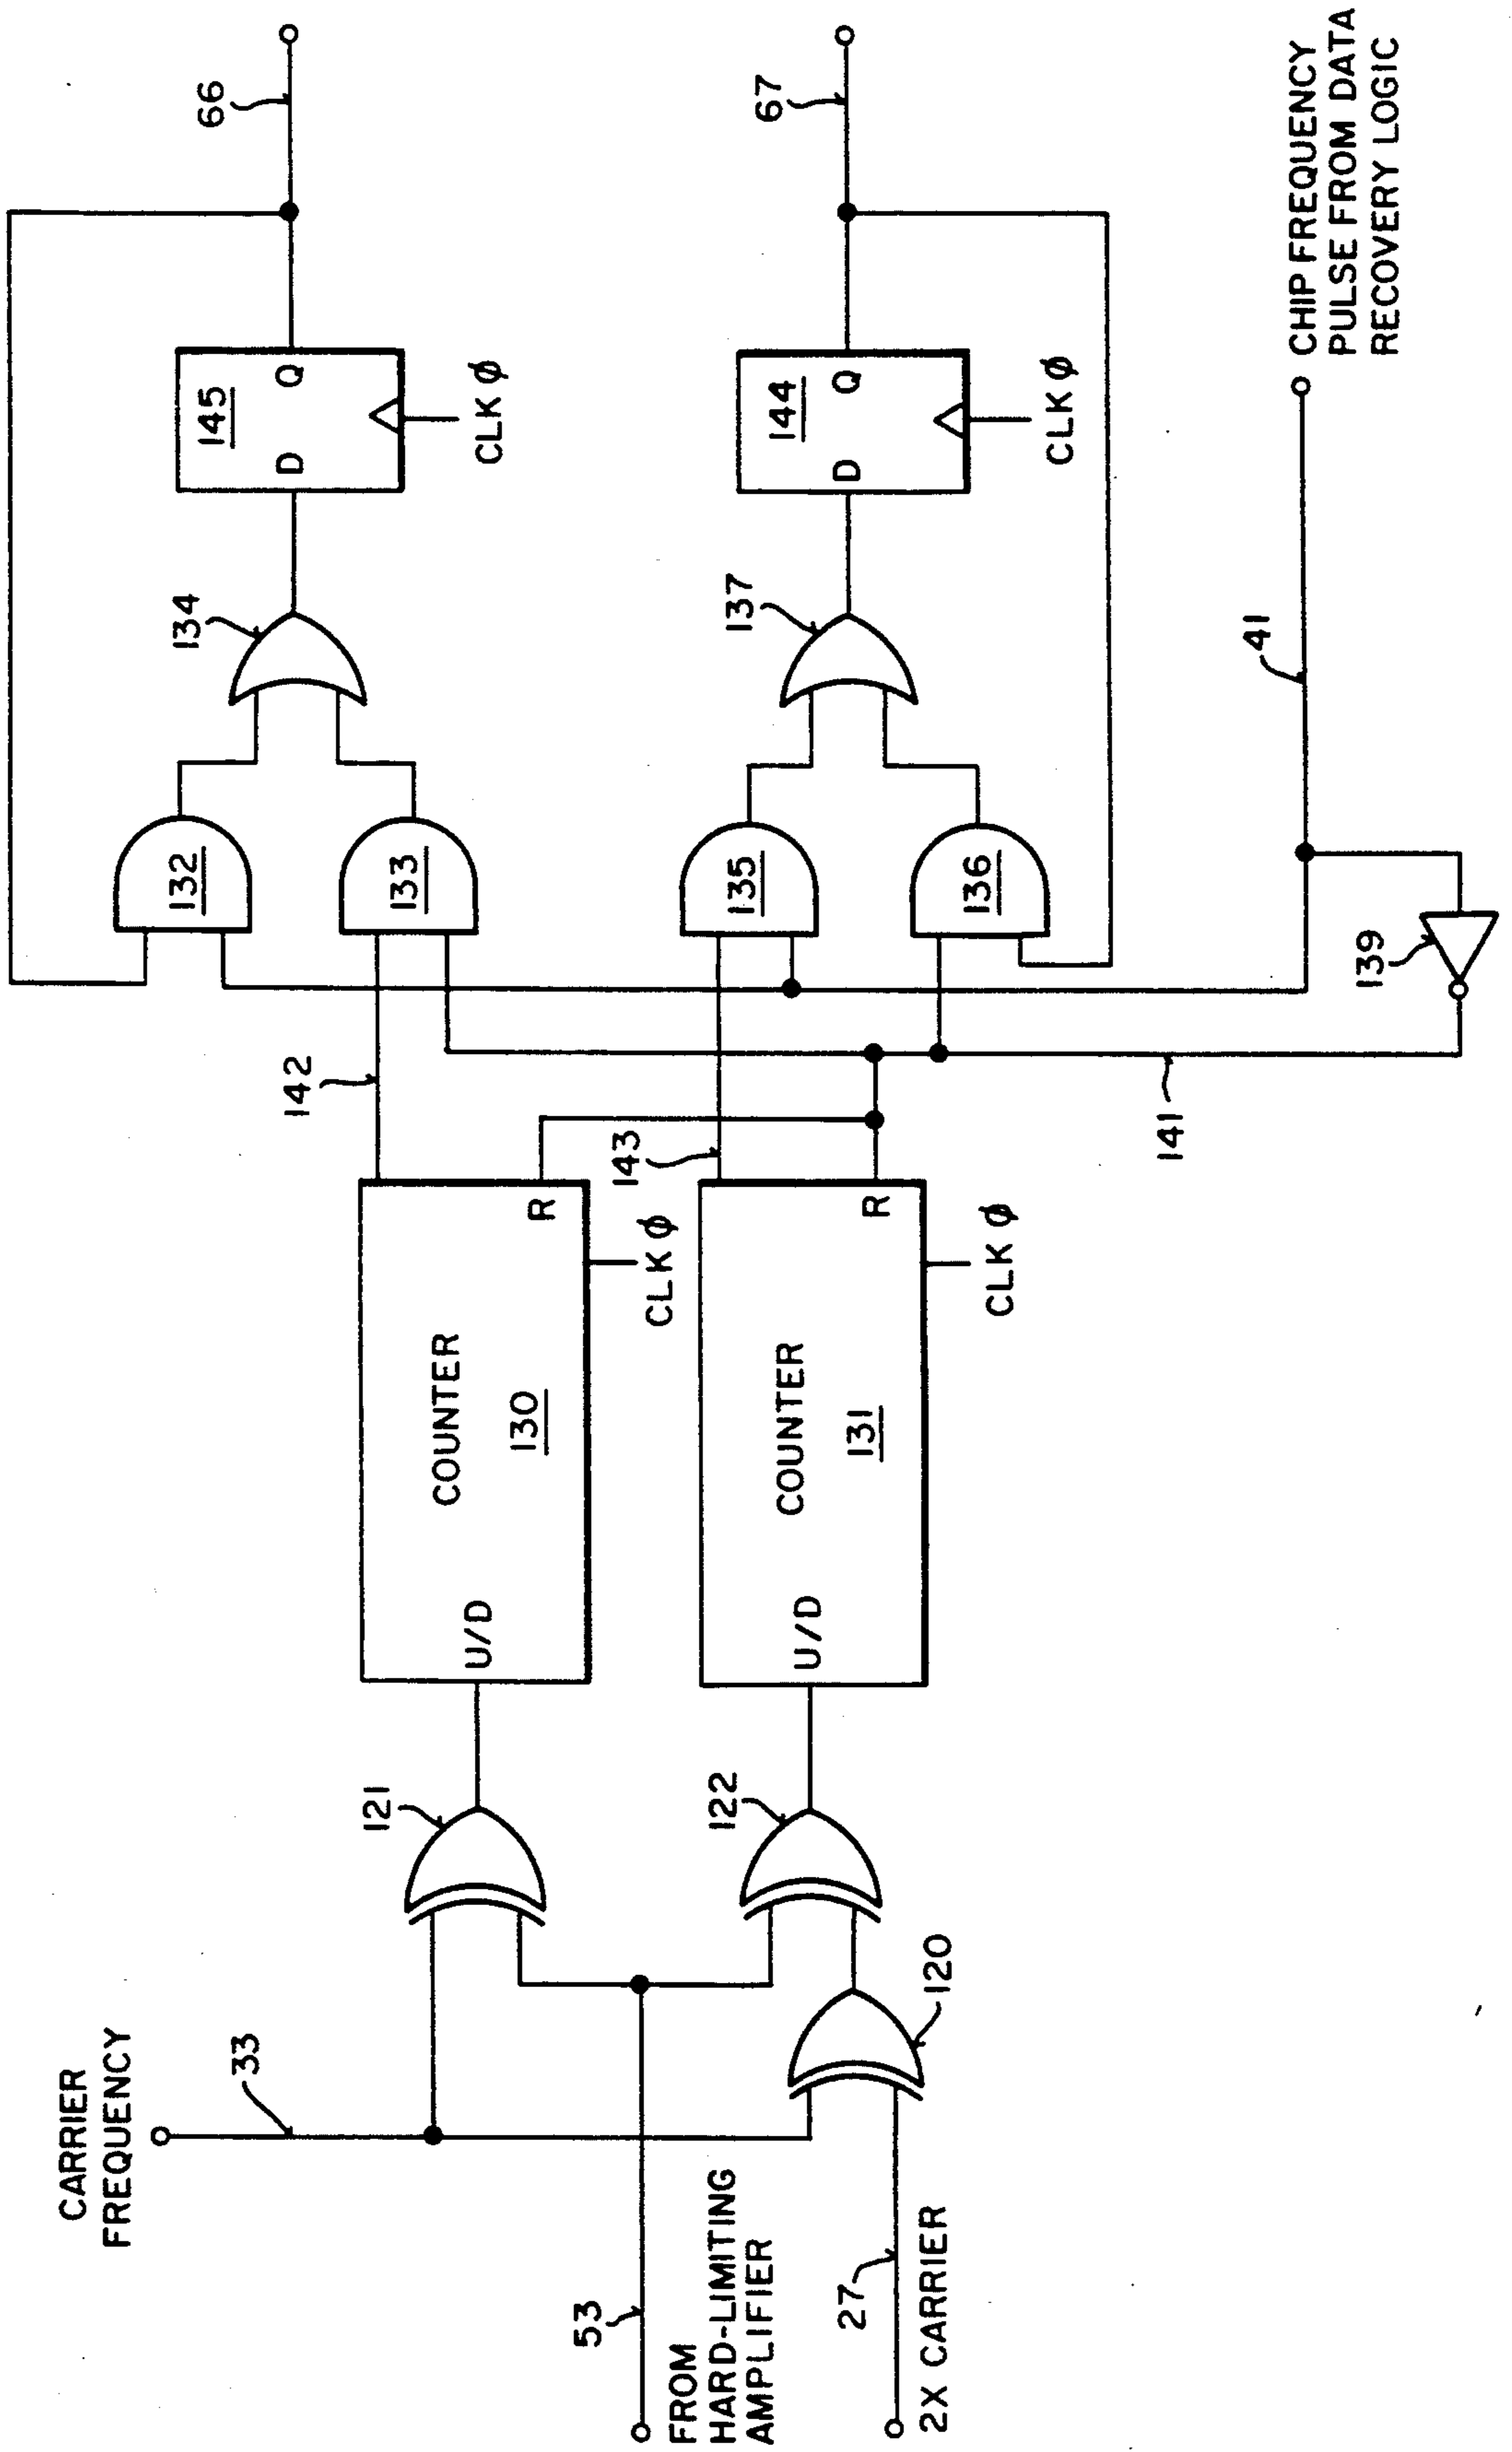 CARRIER
FREQUENCY
33
53
FROM
HARD-LIMITING
AMPLIFIER
27
2X CARRIER
120
121
122
U/D
COUNTER
130
R
CLK Ø
U/D
COUNTER
131
R
CLK Ø
142
143
141
132
133
135
136
139
134
137
D
145
Q
CLK Ø
D
144
Q
CLK Ø
66
67
41
CHIP FREQUENCY
PULSE FROM DATA
RECOVERY LOGIC